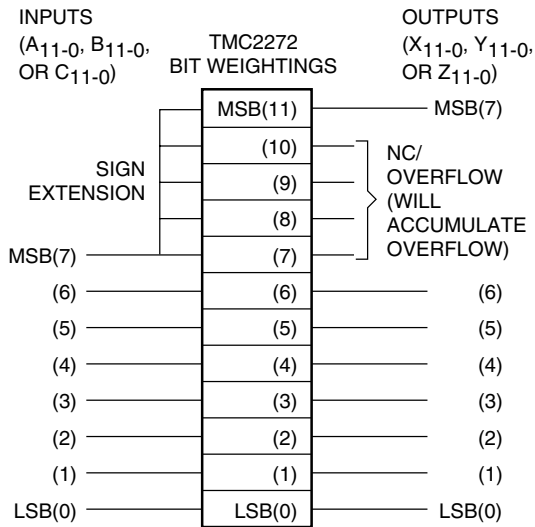 INPUTS
(A11-0, B11-0,
OR C11-0)
TMC2272
BIT WEIGHTINGS
OUTPUTS
(X11-0, Y11-0,
OR Z11-0)
MSB(11)
MSB(7)
(10)
(9)
(8)
SIGN
EXTENSION
NC/
OVERFLOW
(WILL
ACCUMULATE
OVERFLOW)
MSB(7)
(7)
(6)
(6)
(6)
(5)
(5)
(5)
(4)
(4)
(4)
(3)
(3)
(3)
(2)
(2)
(2)
(1)
(1)
(1)
LSB(0)
LSB(0)
LSB(0)